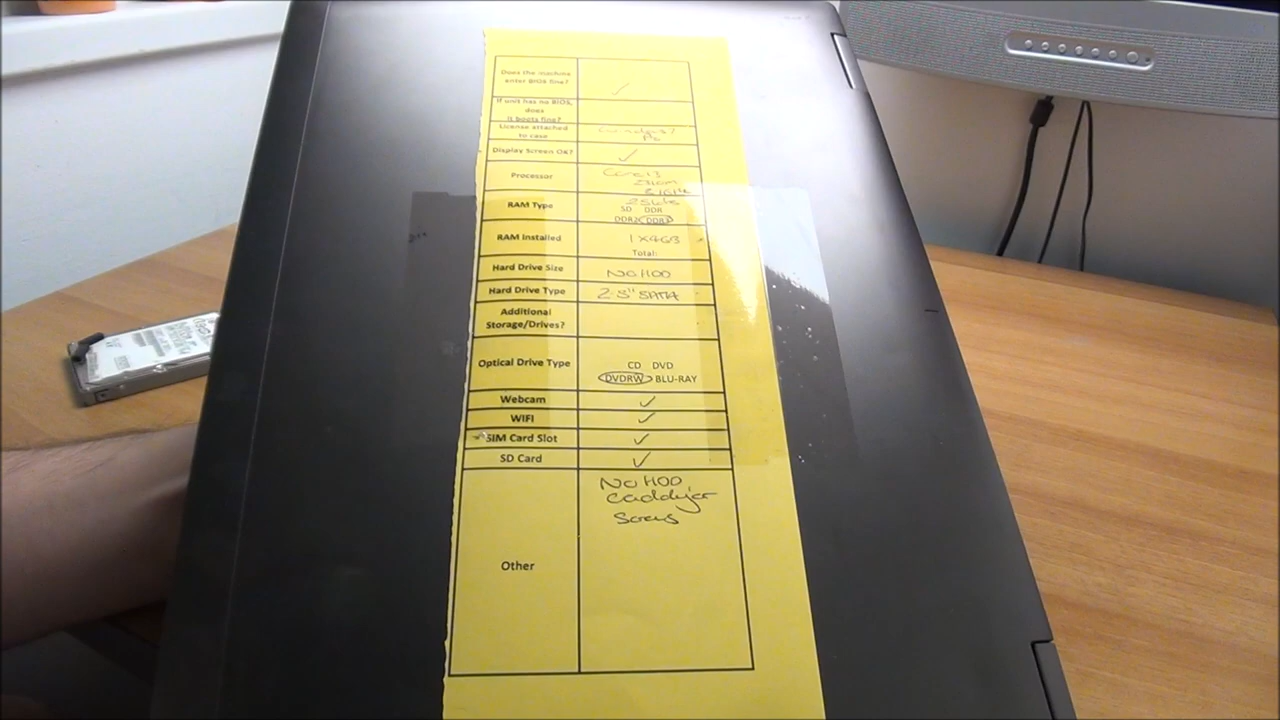 Does the machine
enter BIOS fine? ✓
If unit has no BIOS,
does
it boots fine?
License attached
to case
Display Screen OK? ✓
Processor Core i3
2310M
RAM Type
SD DDR
DDR2 DDR3
RAM Installed 1x4GB
Total:
Hard Drive Size No HDD
Hard Drive Type 2.5" SATA
Additional
Storage/Drives?
Optical Drive Type CD DVD
DVDRW BLU-RAY
Webcam ✓
WIFI ✓
SIM Card Slot ✓
SD Card ✓
Other
No HDD
Caddy/or
Screws